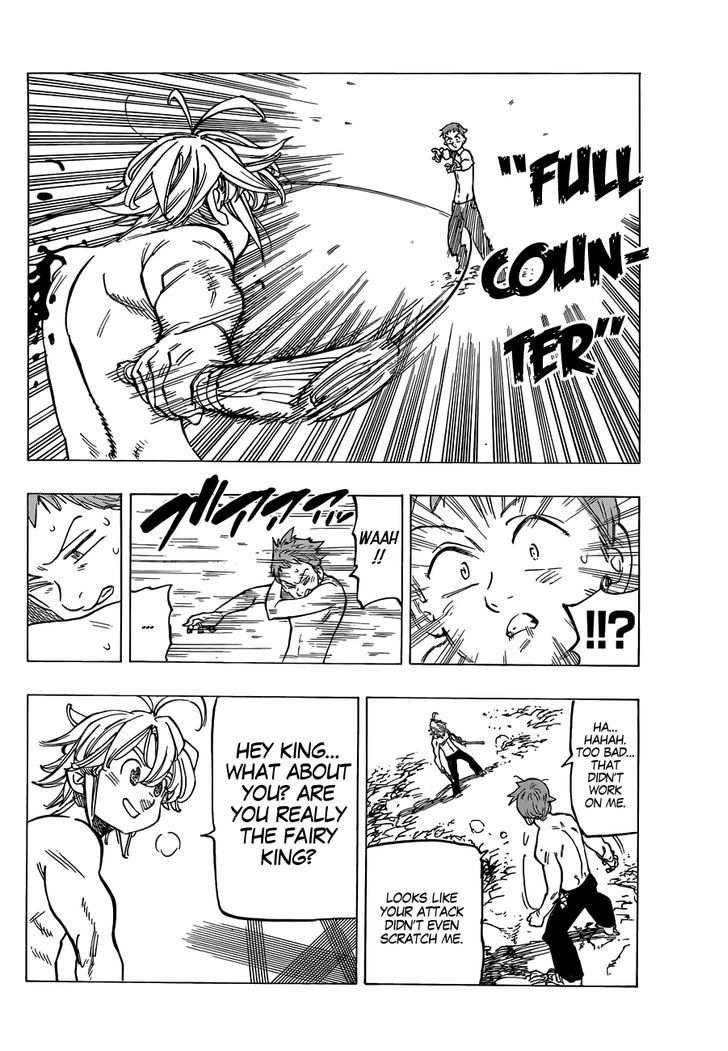 "FULL
COUN-
TER"
!!?
WAAH
!!
...
HA...
HAHAH.
TOO BAD...
...THAT
DIDN'T
WORK
ON ME.
LOOKS LIKE
YOUR ATTACK
DIDN'T EVEN
SCRATCH ME.
HEY KING...
WHAT ABOUT
YOU? ARE
YOU REALLY
THE FAIRY
KING?